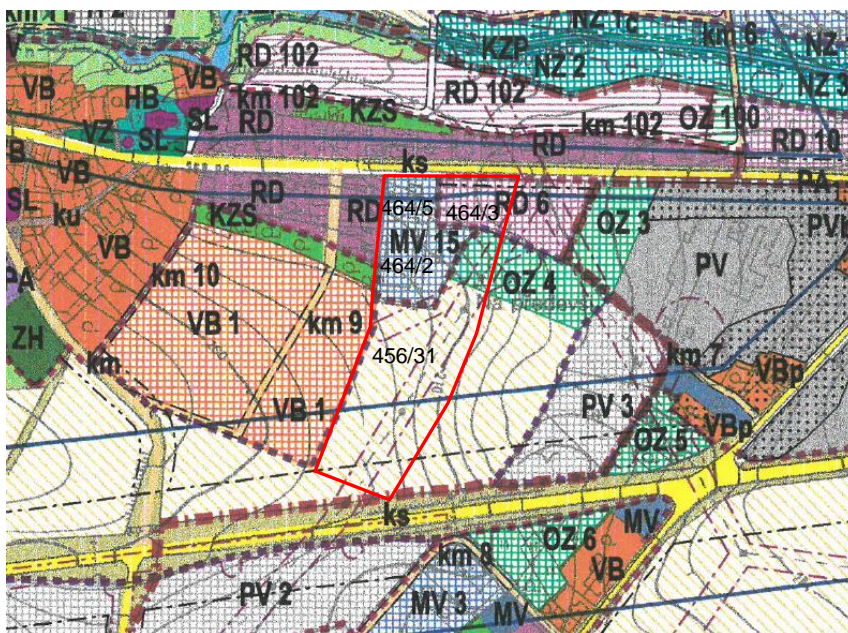 NZ 1c
km 6
NZ
RD 102
KZP
NZ 2
VB
VB
RD 102
NZ 3
HB
km 102
KZS
SL
OZ 100
VZ
SL
RD
km 102
RD
RD 10
ks
VB
PA
RD
RD
464/5
464/3
RD 6
SL
ku
KZS
OZ 3
VB
MV 15
PV
km 10
464/2
OZ 4
PA
VB 1
km 9
ZH
km
456/31
km 7
VBp
VB 1
PV 3
VBp
OZ 5
ks
MV
OZ 6
km 8
VB
PV 2
MV 3
MV